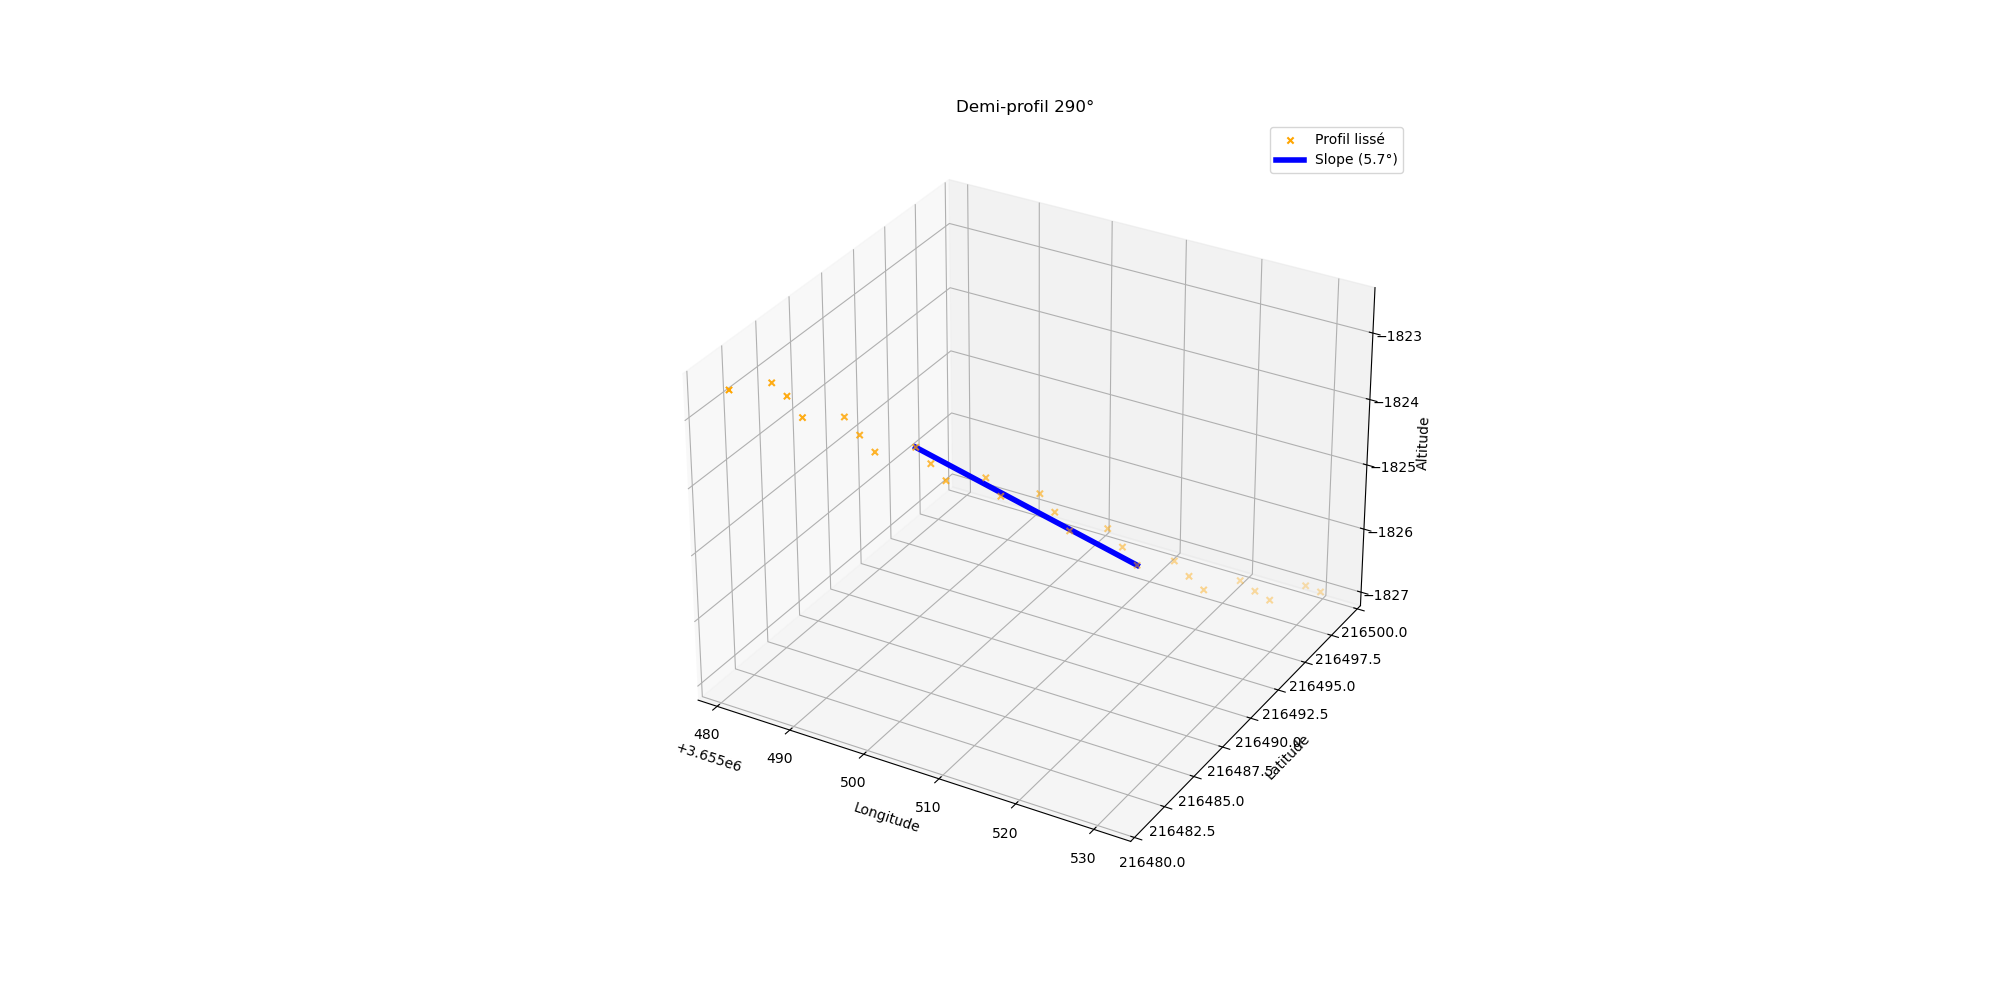 Demi-profil 290°
Profil lissé
Slope (5.7°)
−1823
−1824
−1825
−1826
−1827
Altitude
216500.0
216497.5
216495.0
216492.5
216490.0
216487.5
216485.0
216482.5
216480.0
Latitude
480
490
500
510
520
530
+3.655e6
Longitude